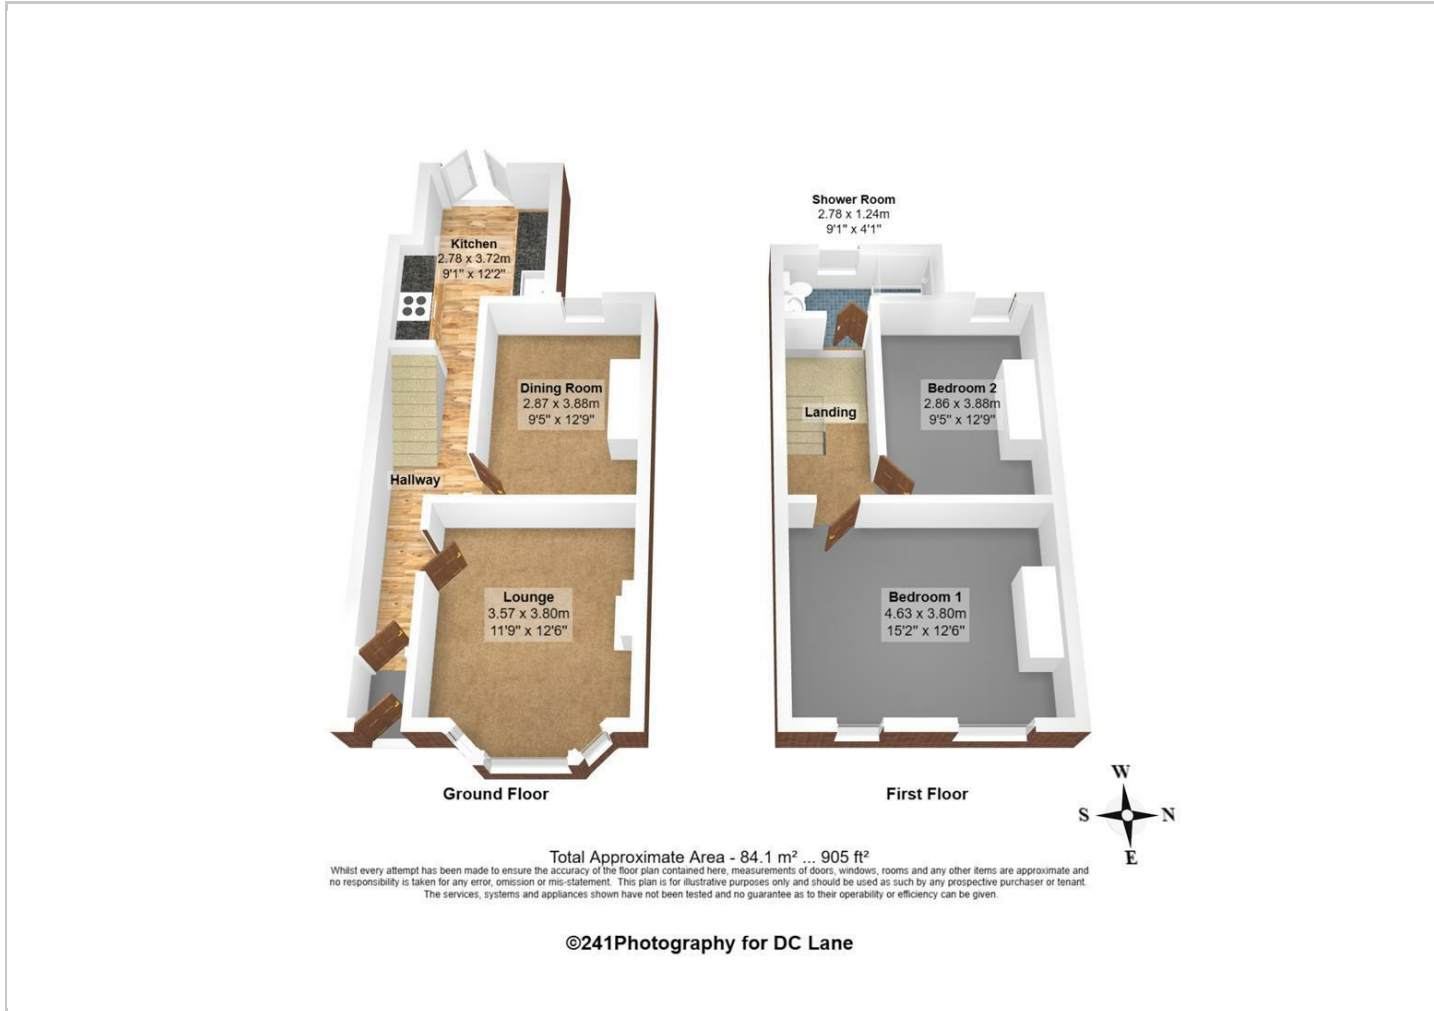 Shower Room
2.78 x 1.24m
9'1" x 4'1"
Kitchen
2.78 x 3.72m
9'1" x 12'2"
Dining Room
2.87 x 3.88m
9'5" x 12'9"
Hallway
Lounge
3.57 x 3.80m
11'9" x 12'6"
Landing
Bedroom 2
2.86 x 3.88m
9'5" x 12'9"
Bedroom 1
4.63 x 3.80m
15'2" x 12'6"
Ground Floor
First Floor
W
S N
E
Total Approximate Area - 84.1 m² ... 905 ft²
Whilst every attempt has been made to ensure the accuracy of the floor plan contained here, measurements of doors, windows, rooms and any other items are approximate and
no responsibility is taken for any error, omission or mis-statement. This plan is for illustrative purposes only and should be used as such by any prospective purchaser or tenant.
The services, systems and appliances shown have not been tested and no guarantee as to their operability or efficiency can be given.
©241Photography for DC Lane